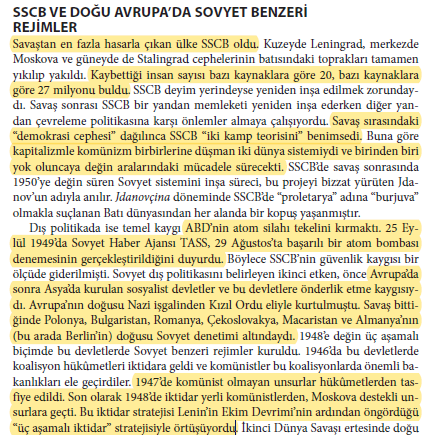 SSCB VE DOĞU AVRUPA'DA SOVYET BENZERİ
REJİMLER
Savaştan en fazla hasarla çıkan ülke SSCB oldu. Kuzeyde Leningrad, merkezde
Moskova ve güneyde de Stalingrad cephelerinin batısındaki toprakları tamamen
yıkılıp yakıldı. Kaybettiği insan sayısı bazı kaynaklara göre 20, bazı kaynaklara
göre 27 milyonu buldu. SSCB deyim yerindeyse yeniden inşa edilmek zorunday-
dı. Savaş sonrası SSCB bir yandan memleketi yeniden inşa ederken diğer yan-
dan çevreleme politikasına karşı önlemler almaya çalışıyordu. Savaş sırasındaki
"demokrasi cephesi" dağılınca SSCB "iki kamp teorisini" benimsedi. Buna göre
kapitalizmle komünizm birbirlerine düşman iki dünya sistemiydi ve birinden biri
yok oluncaya değin aralarındaki mücadele sürecekti. SSCB'de savaş sonrasında
1950'ye değin süren Sovyet sistemini inşa süreci, bu projeyi bizzat yürüten Jda-
nov'un adıyla anılır. Jdanovçina döneminde SSCB'de "proletarya" adına "burjuva"
olmakla suçlanan Batı dünyasından her alanda bir kopuş yaşanmıştır.
Dış politikada ise temel kaygı ABD'nin atom silahı tekelini kırmaktı. 25 Ey-
lül 1949'da Sovyet Haber Ajansı TASS, 29 Ağustos'ta başarılı bir atom bombası
denemesinin gerçekleştirildiğini duyurdu. Böylece SSCB'nin güvenlik kaygısı bir
ölçüde giderilmişti. Sovyet dış politikasını belirleyen ikinci etken, önce Avrupa'da
sonra Asya'da kurulan sosyalist devletler ve bu devletlere önderlik etme kaygısıy-
dı. Avrupa'nın doğusu Nazi işgalinden Kızıl Ordu eliyle kurtulmuştu. Savaş bitti-
ğinde Polonya, Bulgaristan, Romanya, Çekoslovakya, Macaristan ve Almanya'nın
(bu arada Berlin'in) doğusu Sovyet denetimi altındaydı. 1948'e değin üç aşamalı
biçimde bu devletlerde Sovyet benzeri rejimler kuruldu. 1946'da bu devletlerde
koalisyon hükûmetleri iktidara geldi ve komünistler bu koalisyonlarda önemli ba-
kanlıkları ele geçirdiler. 1947'de komünist olmayan unsurlar hükûmetlerden tas-
fiye edildi. Son olarak 1948'de iktidar yerli komünistlerden, Moskova destekli un-
surlara geçti. Bu iktidar stratejisi Lenin'in Ekim Devrimi'nin ardından öngördüğü
"üç aşamalı iktidar" stratejisiyle örtüşüyordu. İkinci Dünya Savaşı ertesinde doğu